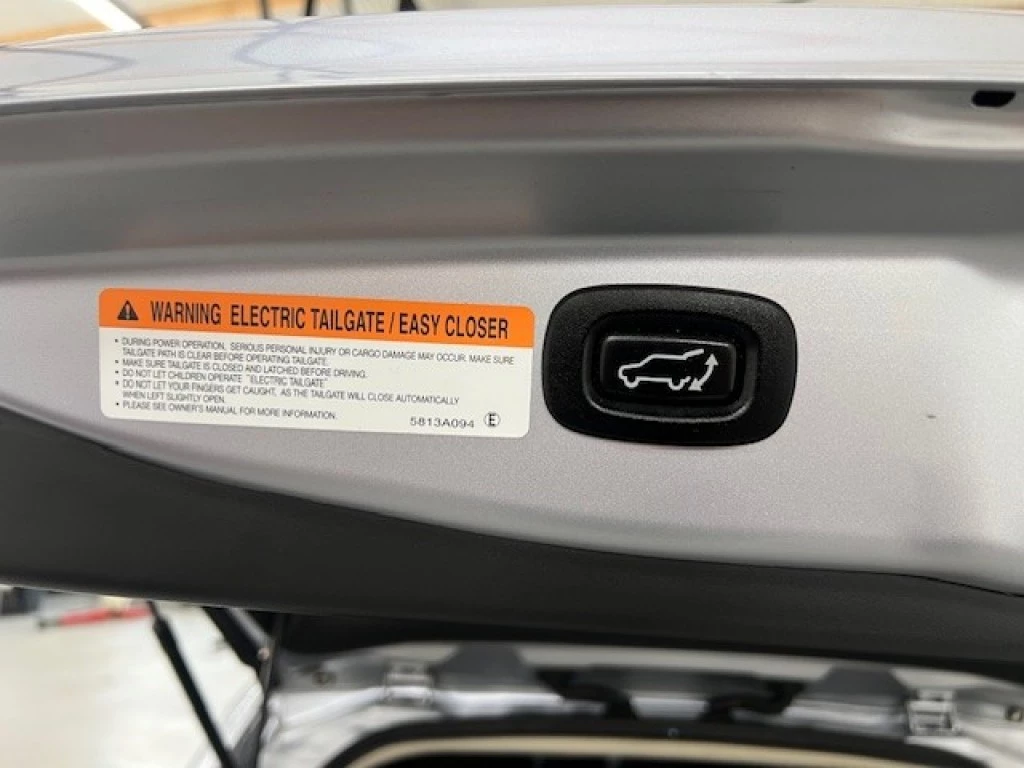 WARNING ELECTRIC TAILGATE / EASY CLOSER
• DURING POWER OPERATION, SERIOUS PERSONAL INJURY OR CARGO DAMAGE MAY OCCUR. MAKE SURE
TAILGATE PATH IS CLEAR BEFORE OPERATING TAILGATE.
• MAKE SURE TAILGATE IS CLOSED AND LATCHED BEFORE DRIVING.
• DO NOT LET CHILDREN OPERATE ¨ELECTRIC TAILGATE¨
• DO NOT LET YOUR FINGERS GET CAUGHT, AS THE TAILGATE WILL CLOSE AUTOMATICALLY
WHEN LEFT SLIGHTLY OPEN.
• PLEASE SEE OWNER'S MANUAL FOR MORE INFORMATION.
5813A094 Ⓔ